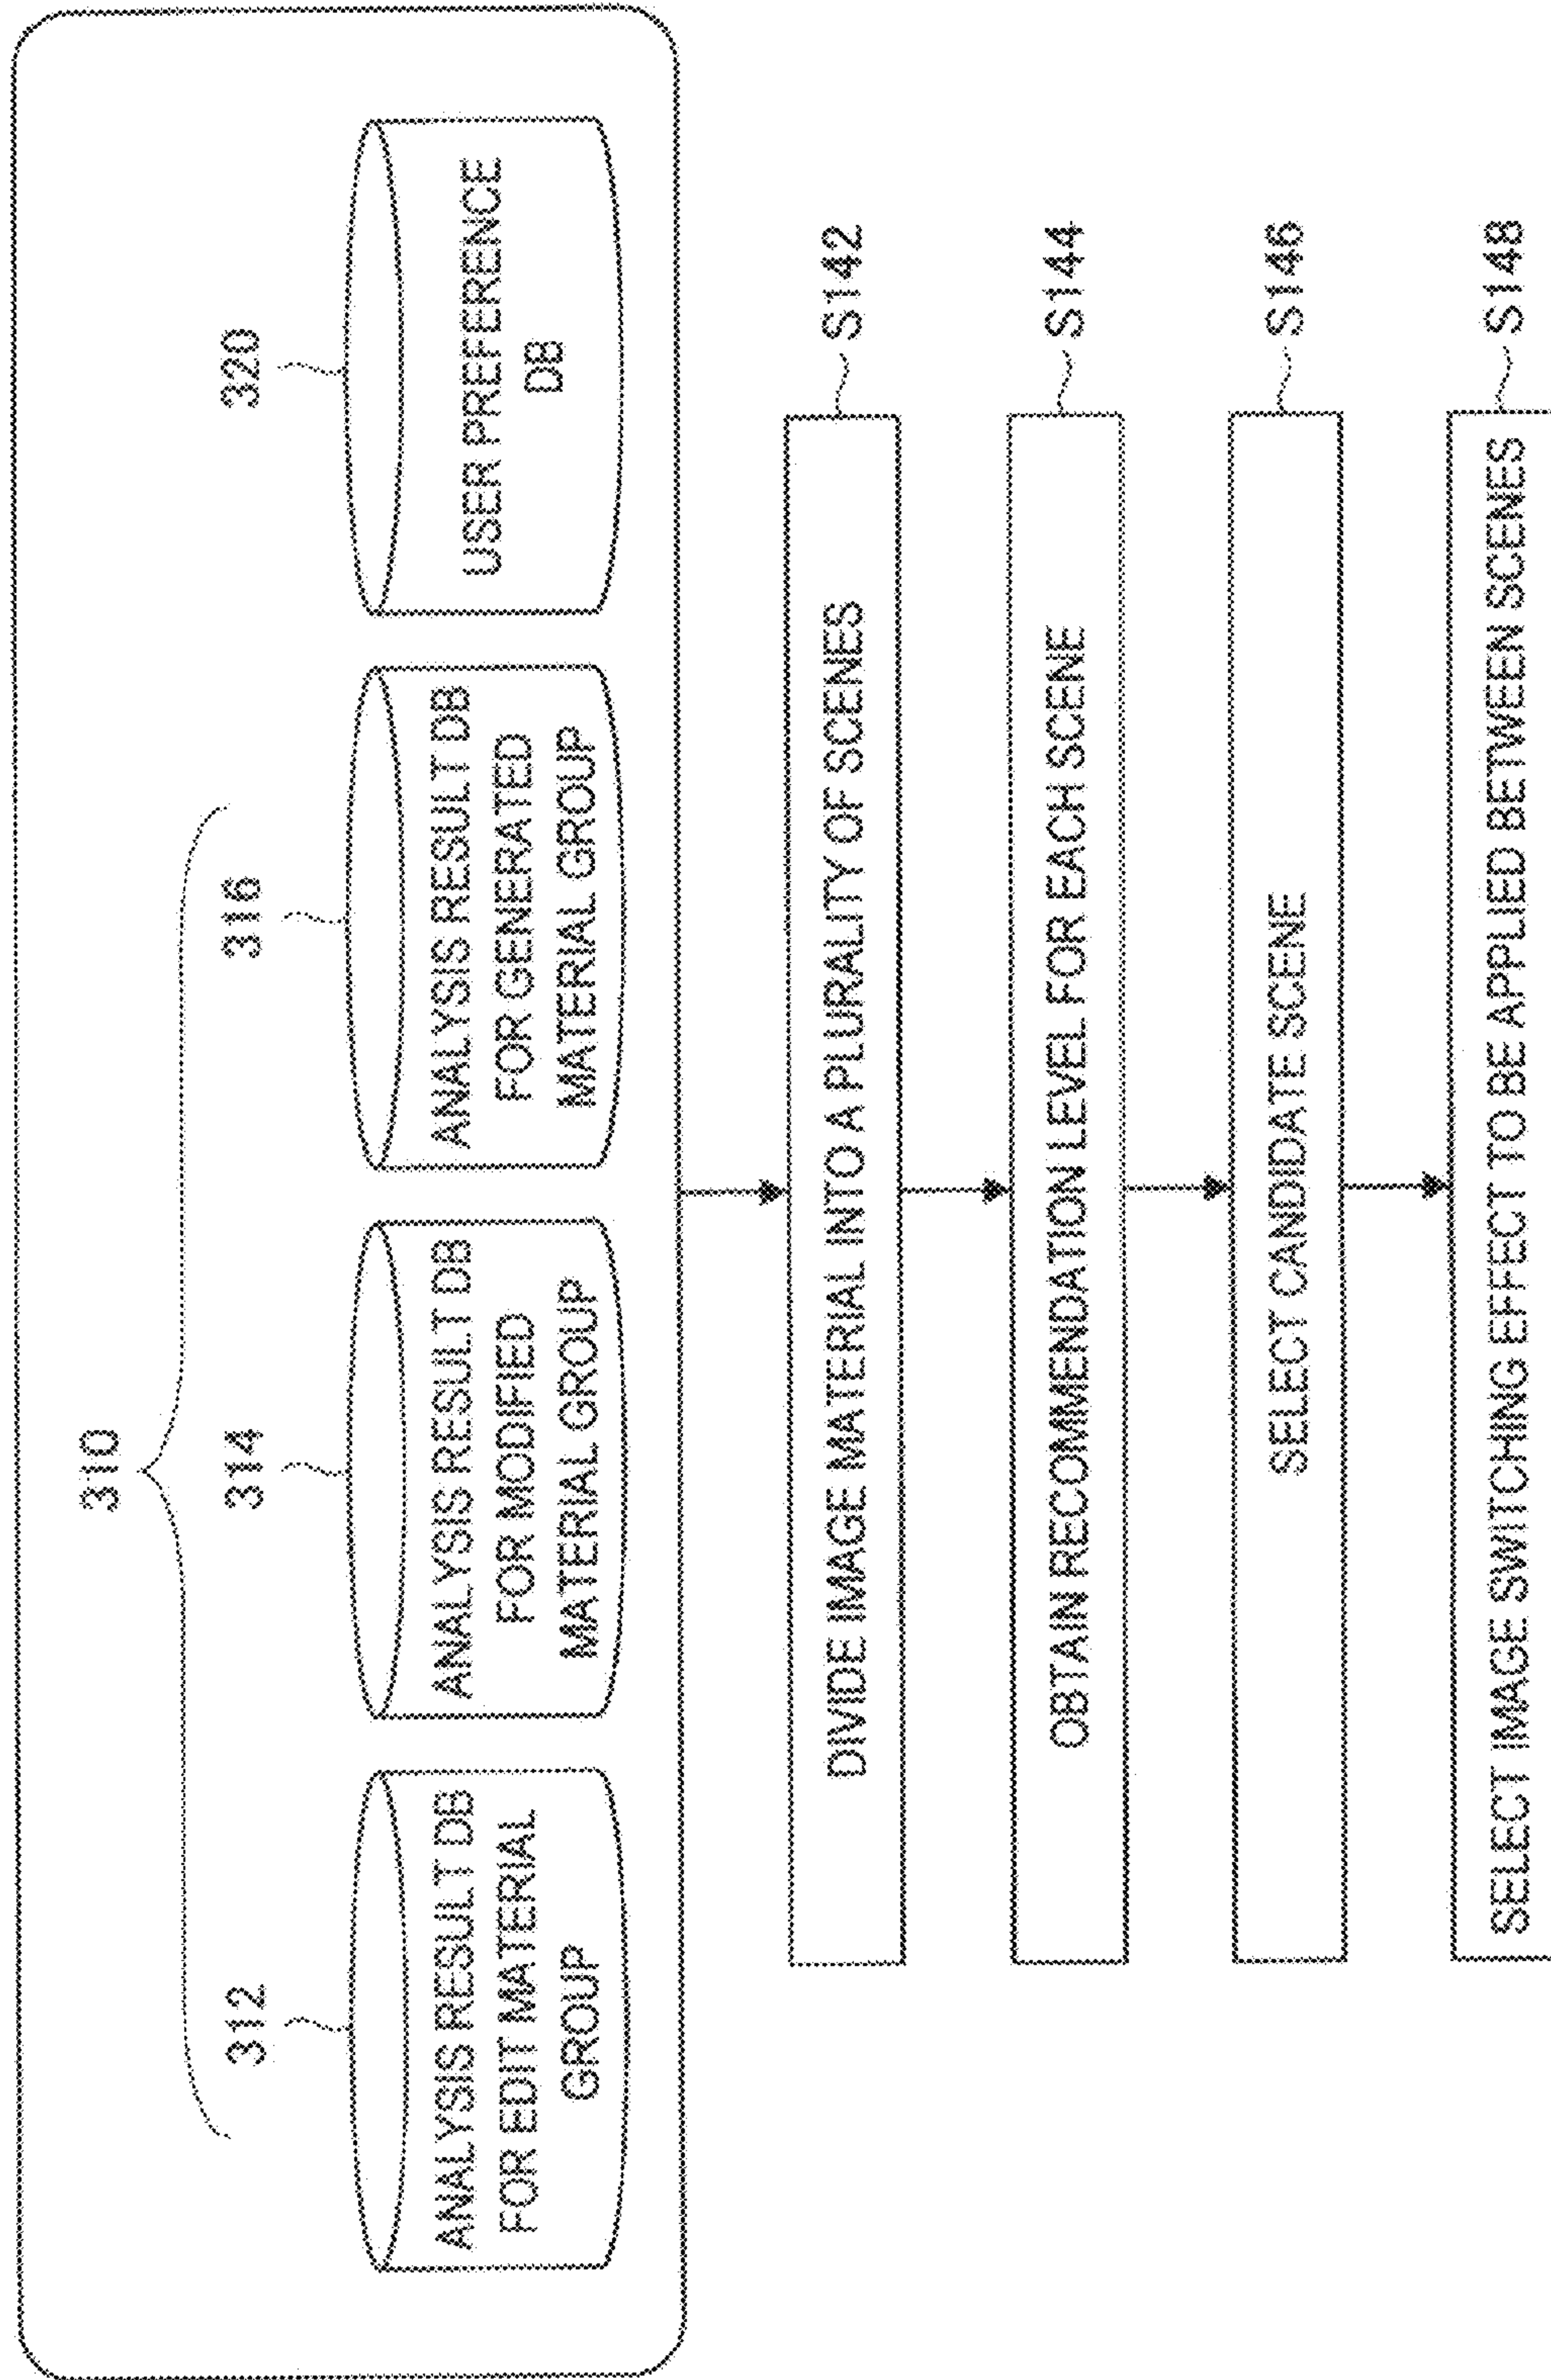 310
312
314
316
320
ANALYSIS RESULT DB
FOR EDIT MATERIAL
GROUP
ANALYSIS RESULT DB
FOR MODIFIED
MATERIAL GROUP
ANALYSIS RESULT DB
FOR GENERATED
MATERIAL GROUP
USER PREFERENCE
DB
DIVIDE IMAGE MATERIAL INTO A PLURALITY OF SCENES
S142
OBTAIN RECOMMENDATION LEVEL FOR EACH SCENE
S144
SELECT CANDIDATE SCENE
S146
SELECT IMAGE SWITCHING EFFECT TO BE APPLIED BETWEEN SCENES
S148